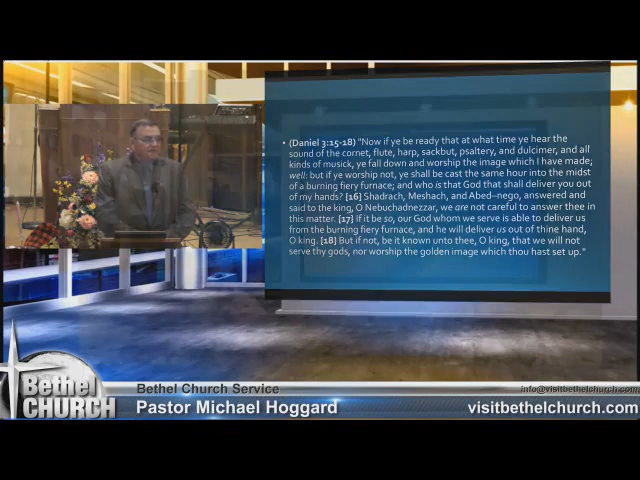 • (Daniel 3:15-18) "Now if ye be ready that at what time ye hear the
sound of the cornet, flute, harp, sackbut, psaltery, and dulcimer, and all
kinds of musick, ye fall down and worship the image which I have made;
well: but if ye worship not, ye shall be cast the same hour into the midst
of a burning fiery furnace; and who is that God that shall deliver you out
of my hands? [16] Shadrach, Meshach, and Abed–nego, answered and
said to the king, O Nebuchadnezzar, we are not careful to answer thee in
this matter. [17] If it be so, our God whom we serve is able to deliver us
from the burning fiery furnace, and he will deliver us out of thine hand,
O king. [18] But if not, be it known unto thee, O king, that we will not
serve thy gods, nor worship the golden image which thou hast set up."
Bethel
CHURCH
Bethel Church Service
info@visitbethelchurch.com
Pastor Michael Hoggard
visitbethelchurch.com